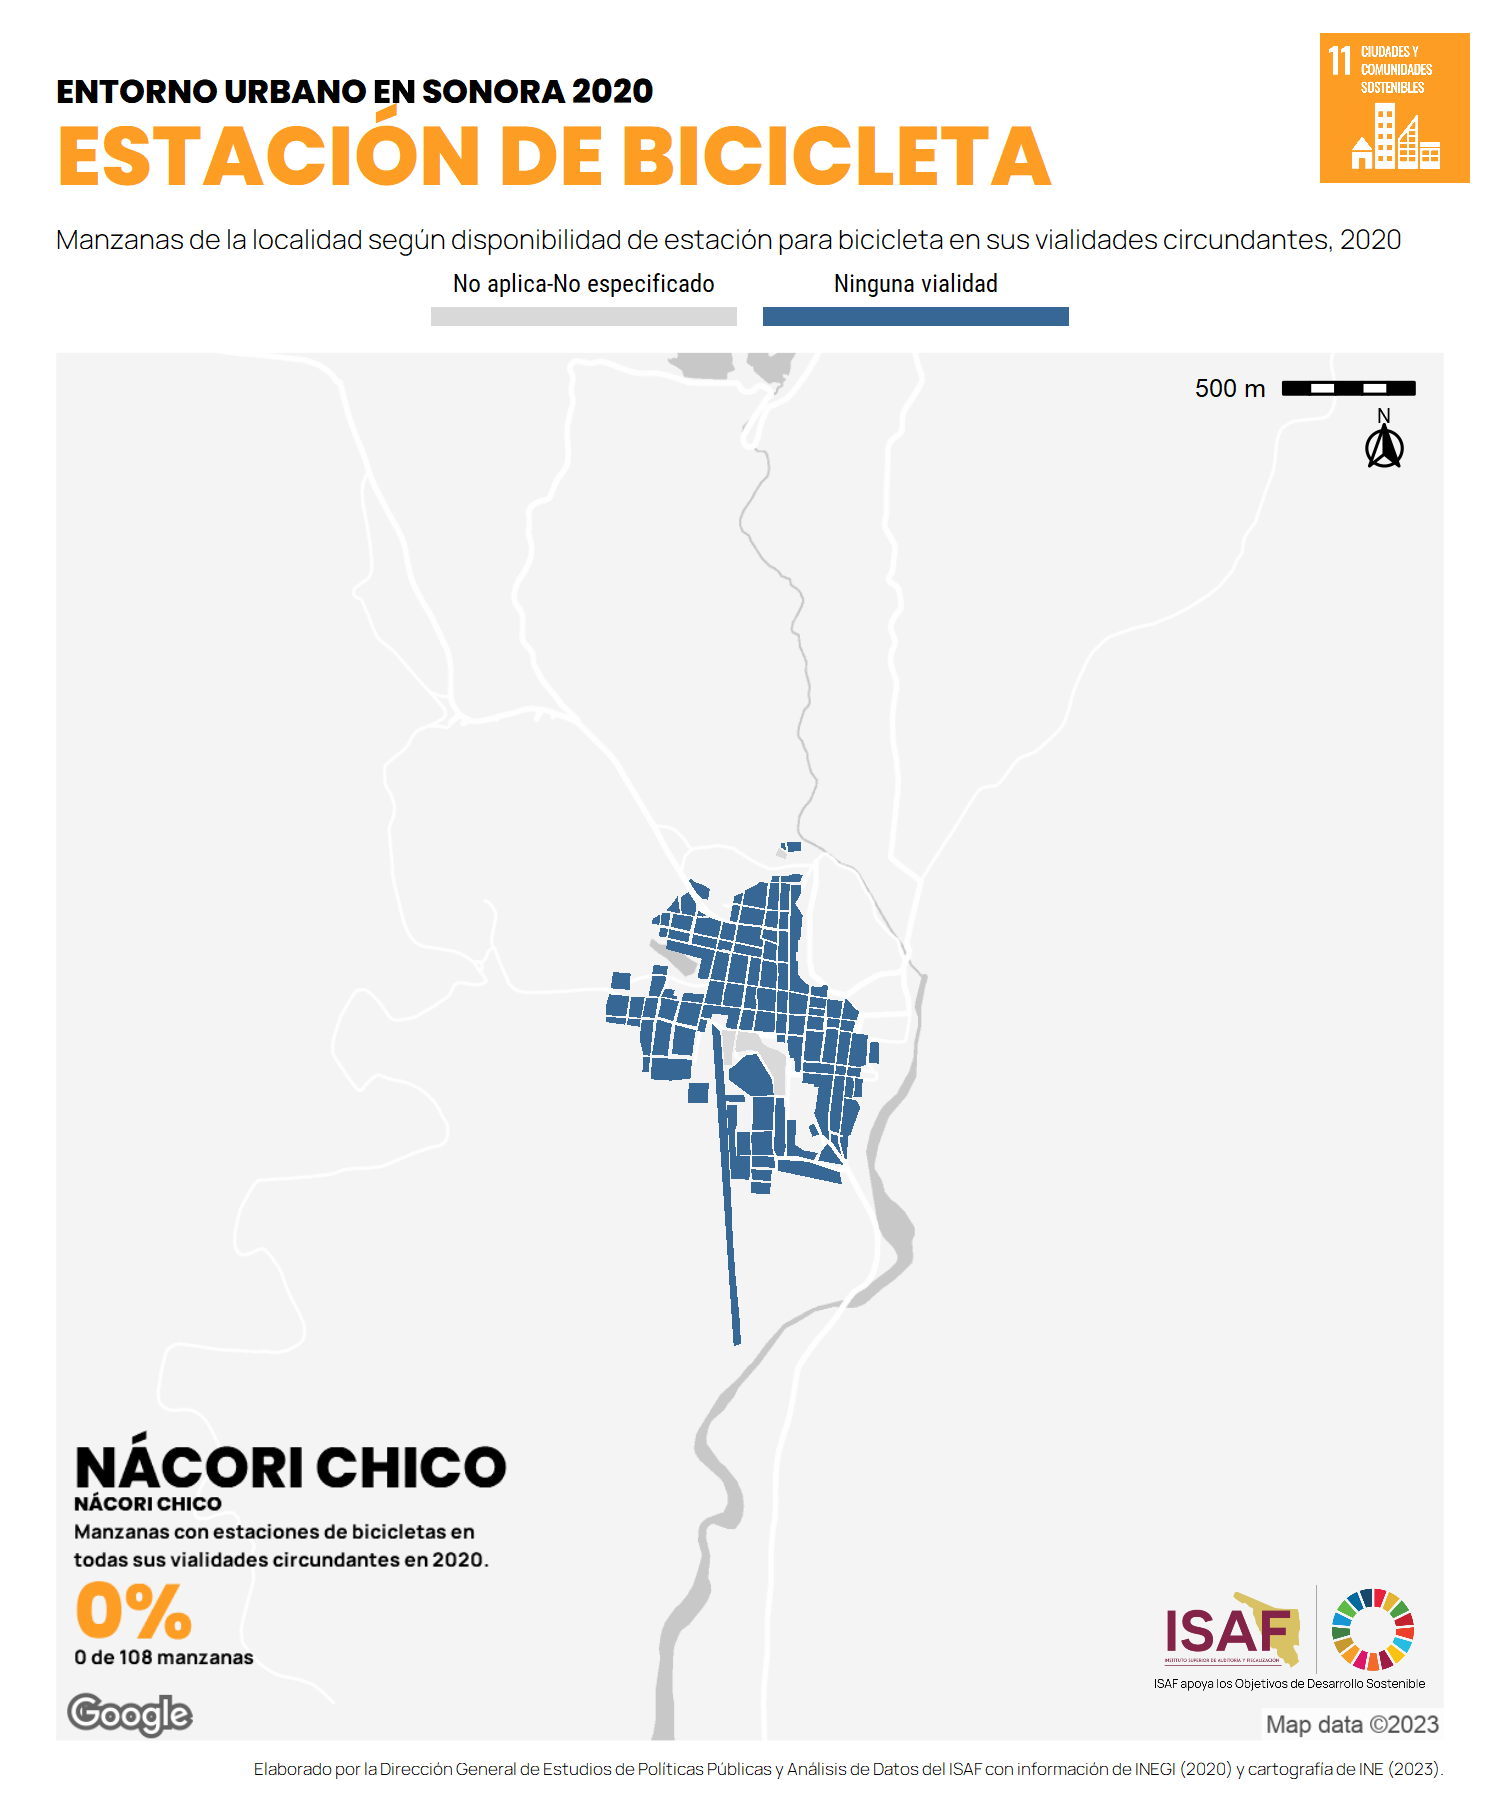 11 CIUDADES Y
COMUNIDADES
SOSTENIBLES
ENTORNO URBANO EN SONORA 2020
ESTACIÓN DE BICICLETA
Manzanas de la localidad según disponibilidad de estación para bicicleta en sus vialidades circundantes, 2020
No aplica-No especificado
Ninguna vialidad
500 m
N
NÁCORI CHICO
NÁCORI CHICO
Manzanas con estaciones de bicicletas en
todas sus vialidades circundantes en 2020.
0%
0 de 108 manzanas
Google
ISAF
INSTITUTO SUPERIOR DE AUDITORÍA Y FISCALIZACIÓN
ISAF apoya los Objetivos de Desarrollo Sostenible
Map data ©2023
Elaborado por la Dirección General de Estudios de Políticas Públicas y Análisis de Datos del ISAF con información de INEGI (2020) y cartografía de INE (2023).